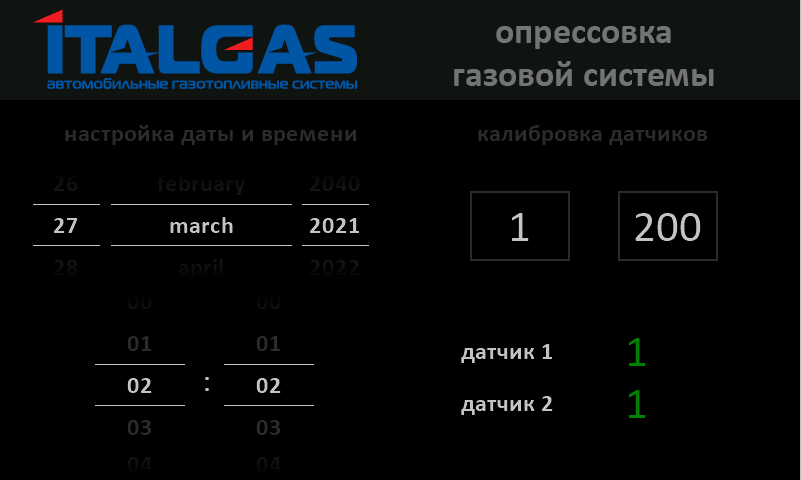 ITALGAS
автомобильные газотопливные системы
опрессовка
газовой системы
настройка даты и времени
калибровка датчиков
26 february 2040
27 march 2021
28 april 2022
1 200
00 00
01 01
02 : 02
03 03
04 04
датчик 1 1
датчик 2 1